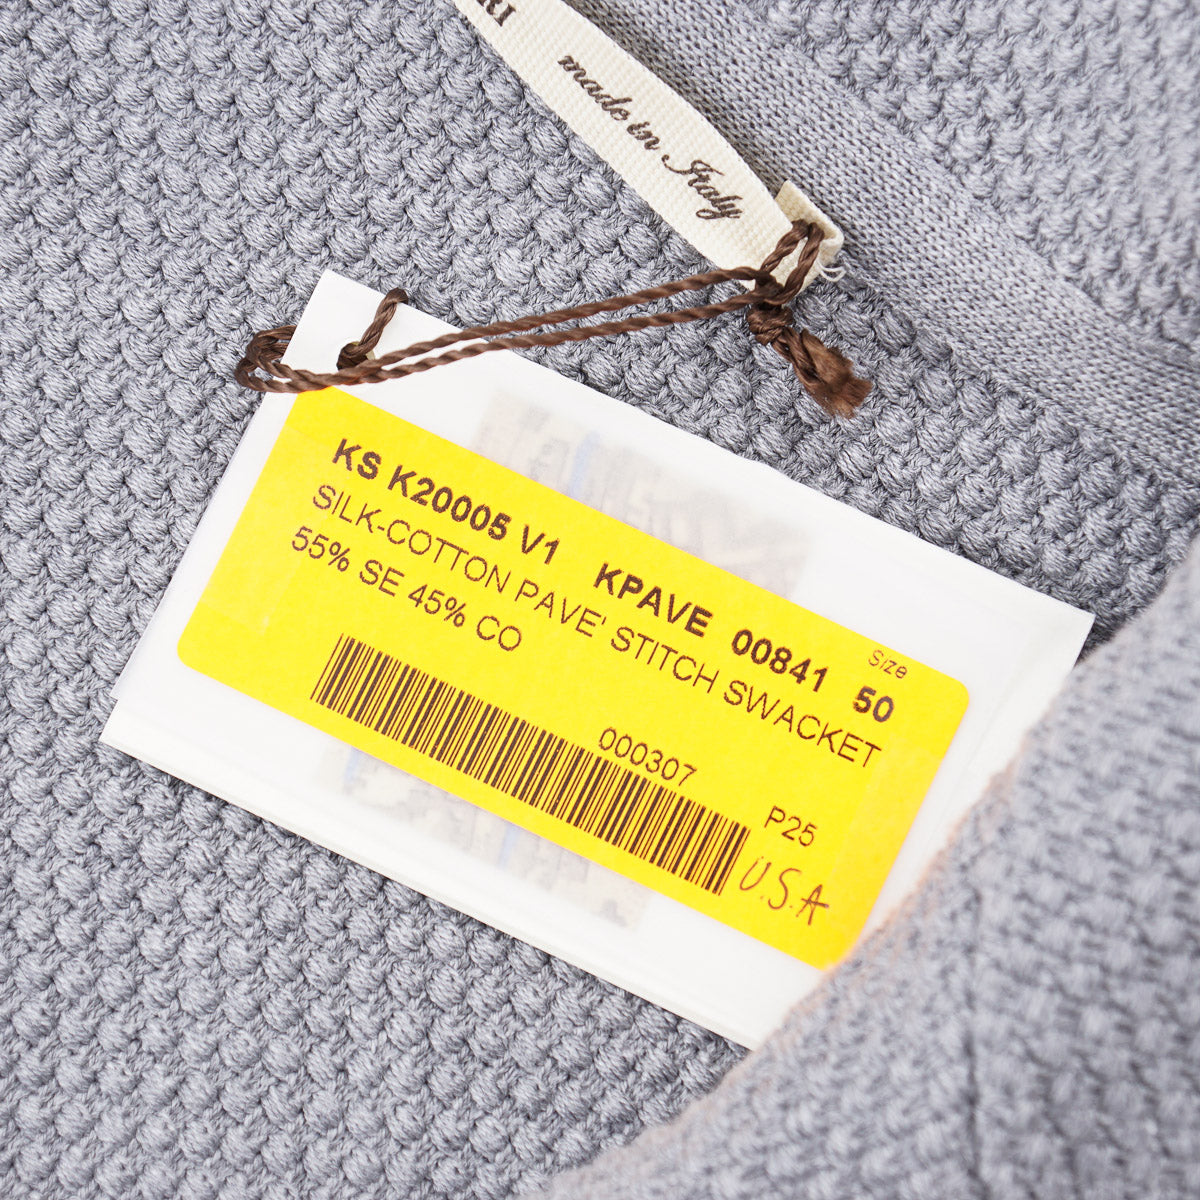 RI
made in Italy
KS K20005 V1 KPAVE 00841 Size 50
SILK-COTTON PAVE' STITCH SWACKET
55% SE 45% CO
000307
P25
U.S.A